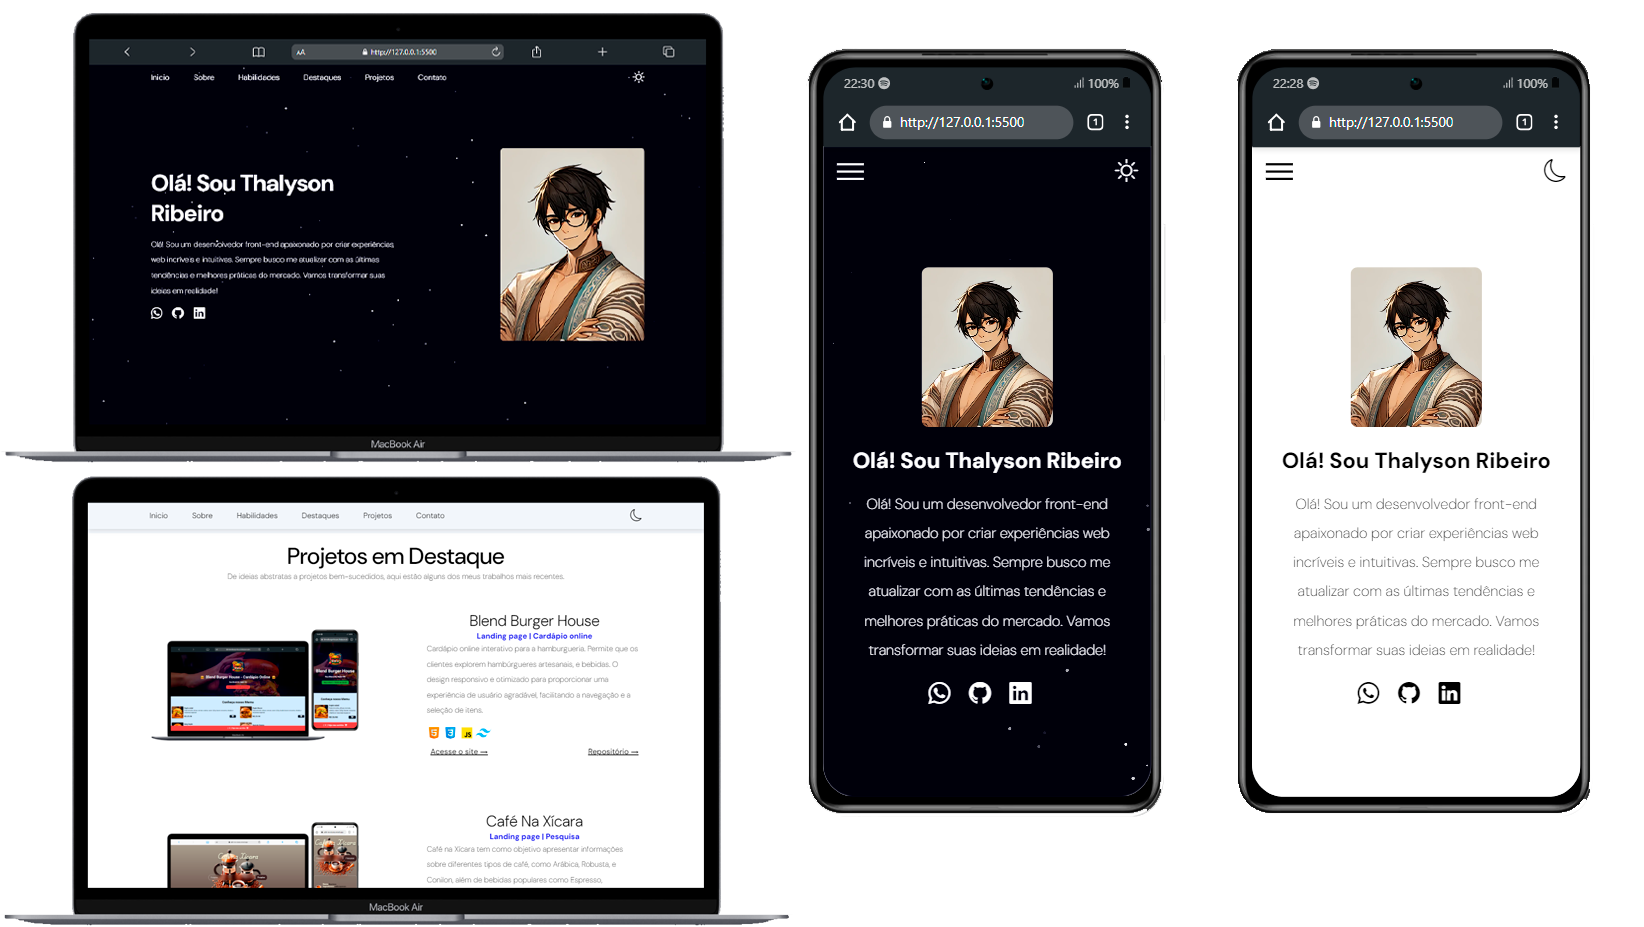 http://127.0.0.1:5500
Inicio Sobre Habilidades Destaques Projetos Contato
Olá! Sou Thalyson
Ribeiro
Olá! Sou um desenvolvedor front-end apaixonado por criar experiências
web incríveis e intuitivas. Sempre busco me atualizar com as últimas
tendências e melhores práticas do mercado. Vamos transformar suas
ideias em realidade!
MacBook Air
Inicio Sobre Habilidades Destaques Projetos Contato
Projetos em Destaque
De ideias abstratas a projetos bem-sucedidos, aqui estão alguns dos meus trabalhos mais recentes.
Blend Burger House
Landing page | Cardápio online
Cardápio online interativo para a hamburgueria. Permite que os
clientes explorem hambúrgueres artesanais, e bebidas. O
design responsivo e otimizado para proporcionar uma
experiência de usuário agradável, facilitando a navegação e a
seleção de itens.
Acesse o site →
Repositório →
Café Na Xícara
Landing page | Pesquisa
Café na Xícara tem como objetivo apresentar informações
sobre diferentes tipos de café, como Arábica, Robusta, e
Conilon, além de bebidas populares como Espresso,
MacBook Air
22:30 100%
http://127.0.0.1:5500 1
Olá! Sou Thalyson Ribeiro
Olá! Sou um desenvolvedor front-end
apaixonado por criar experiências web
incríveis e intuitivas. Sempre busco me
atualizar com as últimas tendências e
melhores práticas do mercado. Vamos
transformar suas ideias em realidade!
22:28 100%
http://127.0.0.1:5500 1
Olá! Sou Thalyson Ribeiro
Olá! Sou um desenvolvedor front-end
apaixonado por criar experiências web
incríveis e intuitivas. Sempre busco me
atualizar com as últimas tendências e
melhores práticas do mercado. Vamos
transformar suas ideias em realidade!